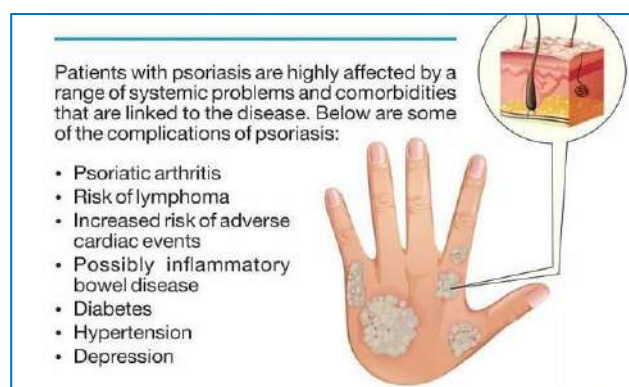 Patients with psoriasis are highly affected by a
range of systemic problems and comorbidities
that are linked to the disease. Below are some
of the complications of psoriasis:
• Psoriatic arthritis
• Risk of lymphoma
• Increased risk of adverse
cardiac events
• Possibly inflammatory
bowel disease
• Diabetes
• Hypertension
• Depression